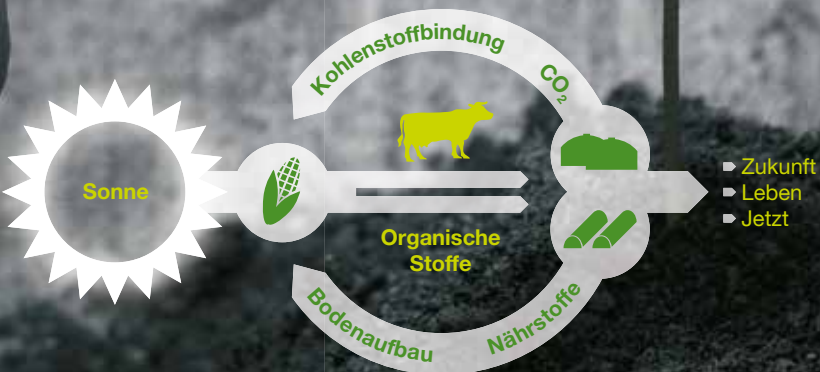 Kohlenstoffbindung
CO₂
Sonne
Organische
Stoffe
Zukunft
Leben
Jetzt
Bodenaufbau
Nährstoffe